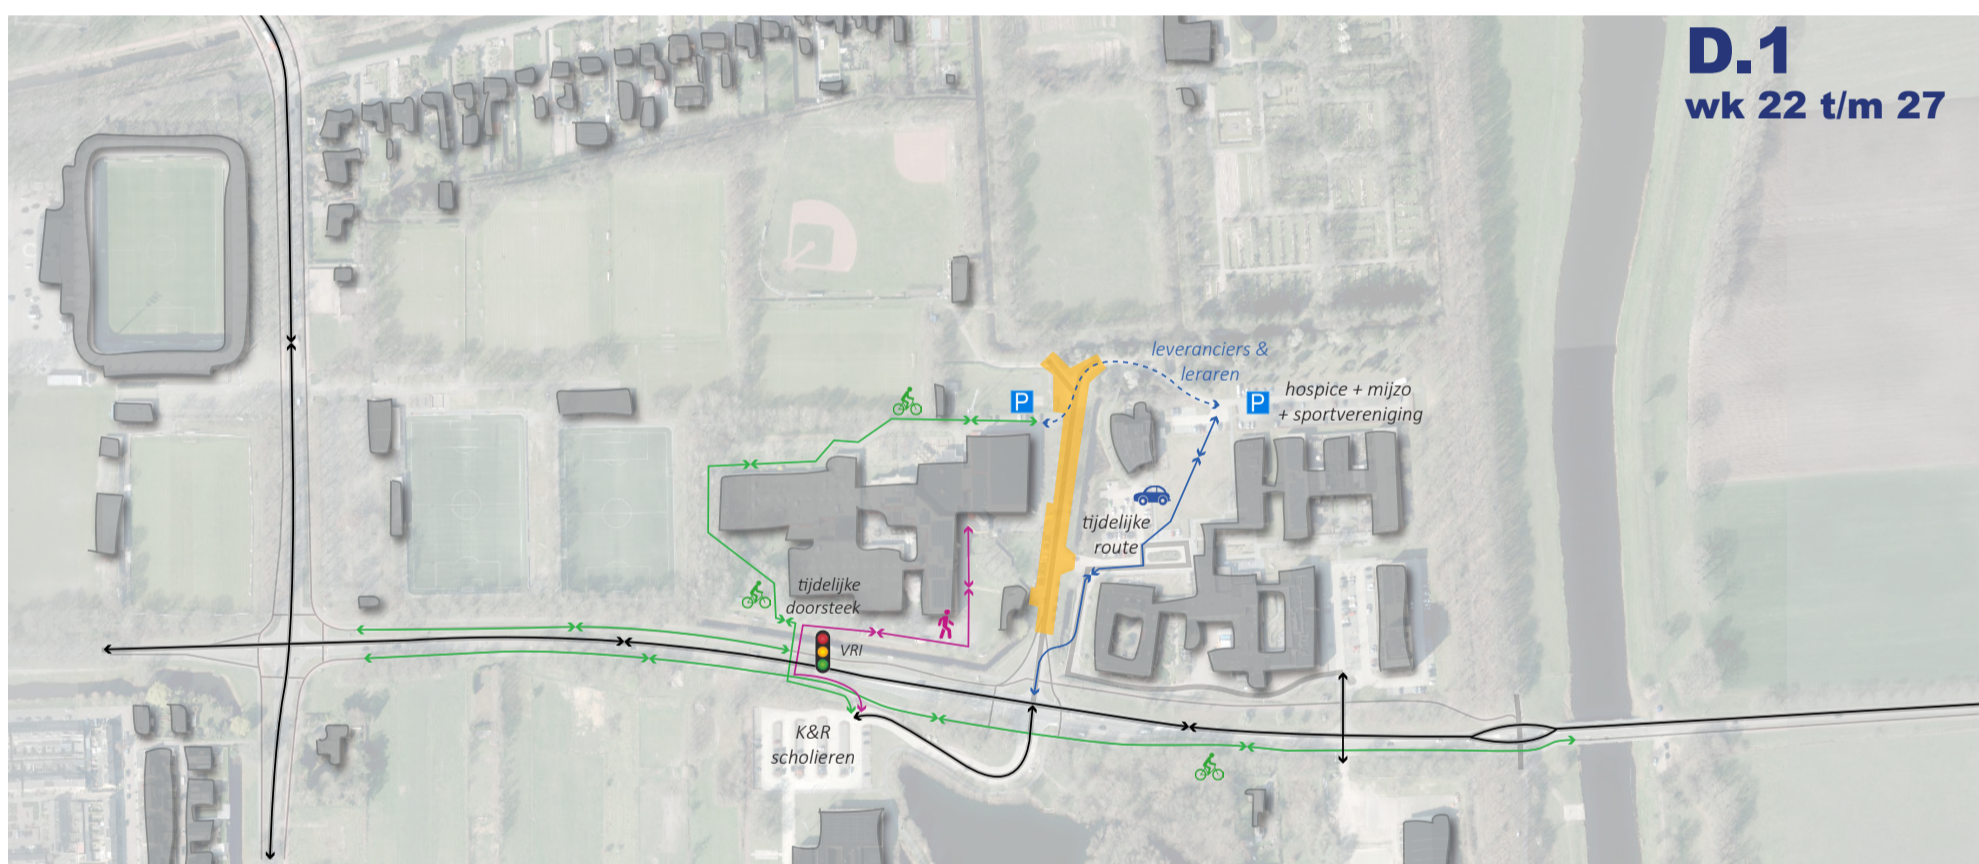 D.1
wk 22 t/m 27
leveranciers &
leraren
P
P
hospice + mijzo
+ sportvereniging
tijdelijke
route
tijdelijke
doorsteek
VRI
K&R
scholieren